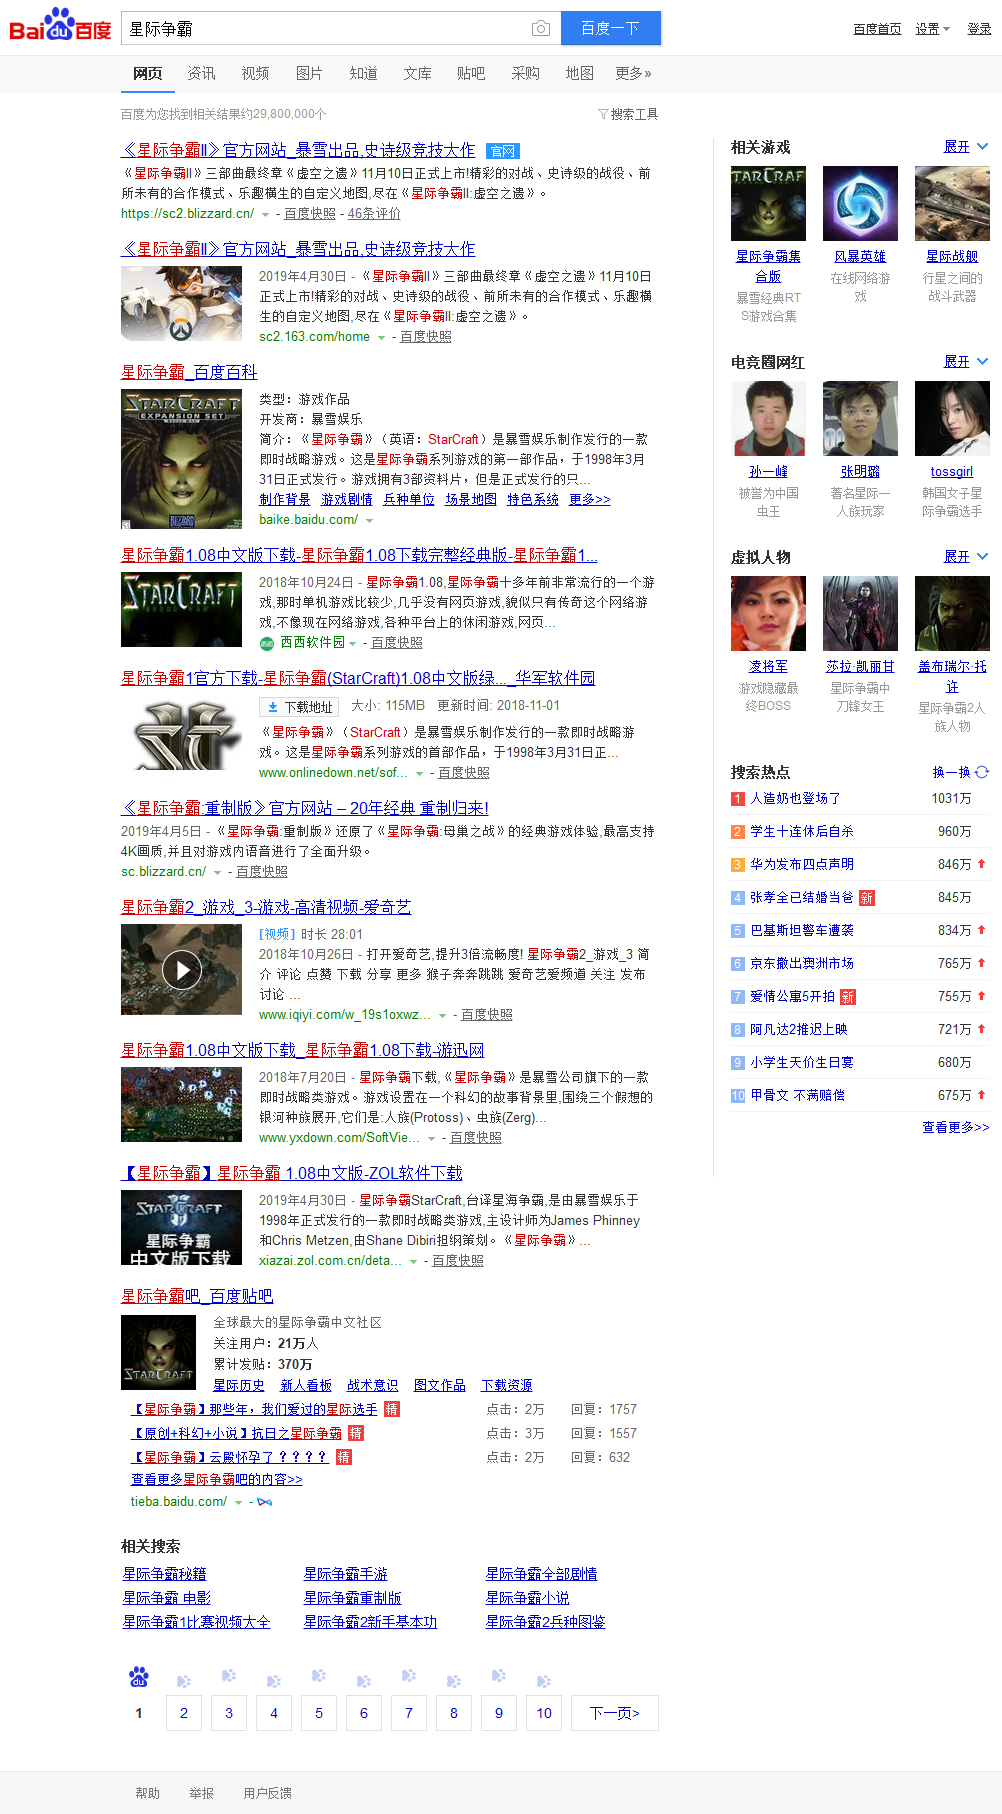 Bai du 百度
星际争霸
百度一下
百度首页 设置 登录
网页 资讯 视频 图片 知道 文库 贴吧 采购 地图 更多»
百度为您找到相关结果约29,800,000个
搜索工具
《星际争霸II》官方网站_暴雪出品,史诗级竞技大作 官网
《星际争霸II》三部曲最终章《虚空之遗》11月10日正式上市!精彩的对战、史诗级的战役、前
所未有的合作模式、乐趣横生的自定义地图,尽在《星际争霸II:虚空之遗》。
https://sc2.blizzard.cn/ - 百度快照 - 46条评价
《星际争霸II》官方网站_暴雪出品,史诗级竞技大作
2019年4月30日 - 《星际争霸II》三部曲最终章《虚空之遗》11月10日
正式上市!精彩的对战、史诗级的战役、前所未有的合作模式、乐趣横
生的自定义地图,尽在《星际争霸II:虚空之遗》。
sc2.163.com/home - 百度快照
星际争霸_百度百科
STARCRAFT
EXPANSION SET
BLIZZARD
类型：游戏作品
开发商：暴雪娱乐
简介：《星际争霸》（英语：StarCraft）是暴雪娱乐制作发行的一款
即时战略游戏。这是星际争霸系列游戏的第一部作品，于1998年3月
31日正式发行。游戏拥有3部资料片，但是正式发行的只...
制作背景 游戏剧情 兵种单位 场景地图 特色系统 更多>>
baike.baidu.com/
星际争霸1.08中文版下载-星际争霸1.08下载完整经典版-星际争霸1...
STARCRAFT
2018年10月24日 - 星际争霸1.08,星际争霸十多年前非常流行的一个游
戏,那时单机游戏比较少,几乎没有网页游戏,貌似只有传奇这个网络游
戏,不像现在网络游戏,各种平台上的休闲游戏,网页...
西西软件园 - 百度快照
星际争霸1官方下载-星际争霸(StarCraft)1.08中文版绿..._华军软件园
下载地址 大小: 115MB 更新时间: 2018-11-01
《星际争霸》（StarCraft）是暴雪娱乐制作发行的一款即时战略游
戏。这是星际争霸系列游戏的首部作品，于1998年3月31日正...
www.onlinedown.net/sof... - 百度快照
《星际争霸:重制版》官方网站 – 20年经典 重制归来!
2019年4月5日 - 《星际争霸:重制版》还原了《星际争霸:母巢之战》的经典游戏体验,最高支持
4K画质,并且对游戏内语音进行了全面升级。
sc.blizzard.cn/ - 百度快照
星际争霸2_游戏_3-游戏-高清视频-爱奇艺
[视频] 时长 28:01
2018年10月26日 - 打开爱奇艺,提升3倍流畅度! 星际争霸2_游戏_3 简
介 评论 点赞 下载 分享 更多 猴子奔奔跳跳 爱奇艺爱频道 关注 发布
讨论 ...
www.iqiyi.com/w_19s1oxwz... - 百度快照
星际争霸1.08中文版下载_星际争霸1.08下载-游迅网
2018年7月20日 - 星际争霸下载,《星际争霸》是暴雪公司旗下的一款
即时战略类游戏。游戏设置在一个科幻的故事背景里,围绕三个假想的
银河种族展开,它们是:人族(Protoss)、虫族(Zerg)...
www.yxdown.com/SoftVie... - 百度快照
【星际争霸】星际争霸 1.08中文版-ZOL软件下载
STARCRAFT
星际争霸
中文版下载
2019年4月30日 - 星际争霸StarCraft,台译星海争霸,是由暴雪娱乐于
1998年正式发行的一款即时战略类游戏,主设计师为James Phinney
和Chris Metzen,由Shane Dibiri担纲策划。《星际争霸》...
xiazai.zol.com.cn/deta... - 百度快照
星际争霸吧_百度贴吧
STARCRAFT
全球最大的星际争霸中文社区
关注用户：21万人
累计发贴：370万
星际历史 新人看板 战术意识 图文作品 下载资源
【星际争霸】那些年，我们爱过的星际选手 精 点击：2万 回复：1757
【原创+科幻+小说】抗日之星际争霸 精 点击：3万 回复：1557
【星际争霸】云殿怀孕了？？？？ 精 点击：2万 回复：632
查看更多星际争霸吧的内容>>
tieba.baidu.com/ -
相关搜索
星际争霸秘籍 星际争霸手游 星际争霸全部剧情
星际争霸 电影 星际争霸重制版 星际争霸小说
星际争霸1比赛视频大全 星际争霸2新手基本功 星际争霸2兵种图鉴
du
1 2 3 4 5 6 7 8 9 10 下一页>
帮助 举报 用户反馈
相关游戏 展开
STARCRAF
星际争霸集合版 风暴英雄 星际战舰
暴雪经典RTS游戏合集 在线网络游戏 行星之间的战斗武器
电竞圈网红 展开
孙一峰 张明璐 tossgirl
被誉为中国虫王 著名星际一人族玩家 韩国女子星际争霸选手
虚拟人物 展开
凌将军 莎拉·凯丽甘 盖布瑞尔·托许
游戏隐藏最终BOSS 星际争霸中刀锋女王 星际争霸2人族人物
搜索热点 换一换
1 人造奶也登场了 1031万
2 学生十连休后自杀 960万
3 华为发布四点声明 846万
4 张孝全已结婚当爸 新 845万
5 巴基斯坦警车遭袭 834万
6 京东撤出澳洲市场 765万
7 爱情公寓5开拍 新 755万
8 阿凡达2推迟上映 721万
9 小学生天价生日宴 680万
10 甲骨文 不满赔偿 675万
查看更多>>